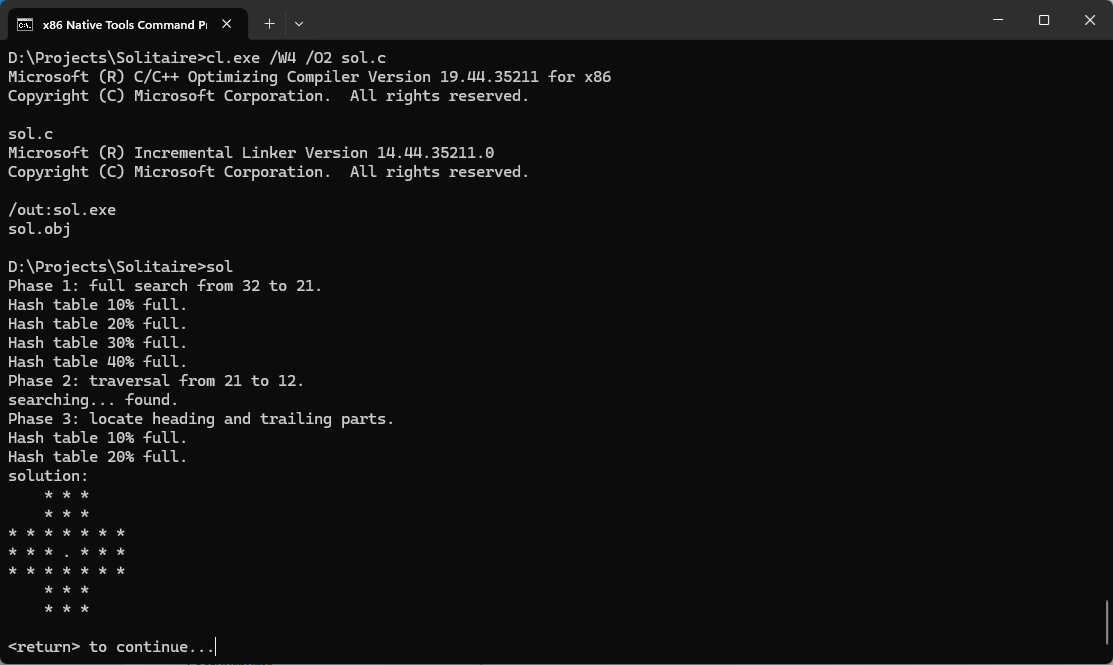 x86 Native Tools Command P
D:\Projects\Solitaire>cl.exe /W4 /O2 sol.c
Microsoft (R) C/C++ Optimizing Compiler Version 19.44.35211 for x86
Copyright (C) Microsoft Corporation.  All rights reserved.

sol.c
Microsoft (R) Incremental Linker Version 14.44.35211.0
Copyright (C) Microsoft Corporation.  All rights reserved.

/out:sol.exe
sol.obj

D:\Projects\Solitaire>sol
Phase 1: full search from 32 to 21.
Hash table 10% full.
Hash table 20% full.
Hash table 30% full.
Hash table 40% full.
Phase 2: traversal from 21 to 12.
searching... found.
Phase 3: locate heading and trailing parts.
Hash table 10% full.
Hash table 20% full.
solution:
    * * *
    * * *
* * * * * * *
* * * . * * *
* * * * * * *
    * * *
    * * *

<return> to continue...